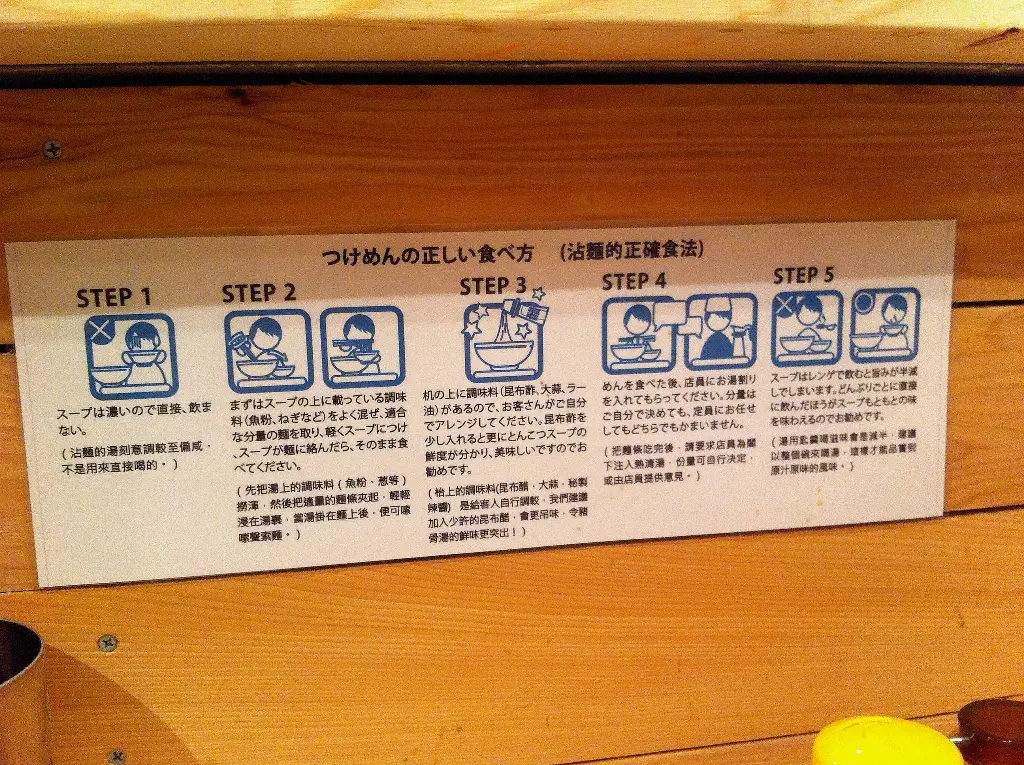 つけめんの正しい食べ方 (沾麵的正確食法)
STEP 1
スープは濃いので直接、飲ま
ない。
(沾麵的湯刻意調較至偏咸，
不是用來直接喝的。)
STEP 2
まずはスープの上に載っている調味
料(魚粉、ねぎなど)をよく混ぜ、適合
な分量の麺を取り、軽くスープにつけ
、スープが麺に絡んだら、そのまま食
べてください。
(先把湯上的調味料(魚粉、蔥等)
撈渾，然後把適量的麵條夾起，輕輕
浸在湯裏，當湯掛在麵上後，便可嗦
嗦聲索麵。)
STEP 3
机の上に調味料(昆布酢、大蒜、ラー
油)があるので、お客さんがご自分
でアレンジしてください。昆布酢を
少し入れると更にとんこつスープの
鮮度が分かり、美味しいですのでお
勧めです。
(枱上的調味料(昆布醋，大蒜，秘製
辣醬) 是給客人自行調較，我們建議
加入少許的昆布醋，會更吊味，令豬
骨湯的鮮味更突出！)
STEP 4
めんを食べた後、店員にお湯割り
を入れてもらってください。分量は
ご自分で決めても、定員にお任せ
してもどちらでもかまいません。
(把麵條吃完後，請要求店員為閣
下注入熱清湯，份量可自行決定，
或由店員提供意見。)
STEP 5
スープはレンゲで飲むと旨みが半減
してしまいます。どんぶりごとに直接
に飲んだほうがスープもともとの味
を味わえるのでお勧めです。
(湯用匙羹喝滋味會是減半，建議
以整個碗來喝湯，這樣才能品嘗到
原汁原味的風味。)